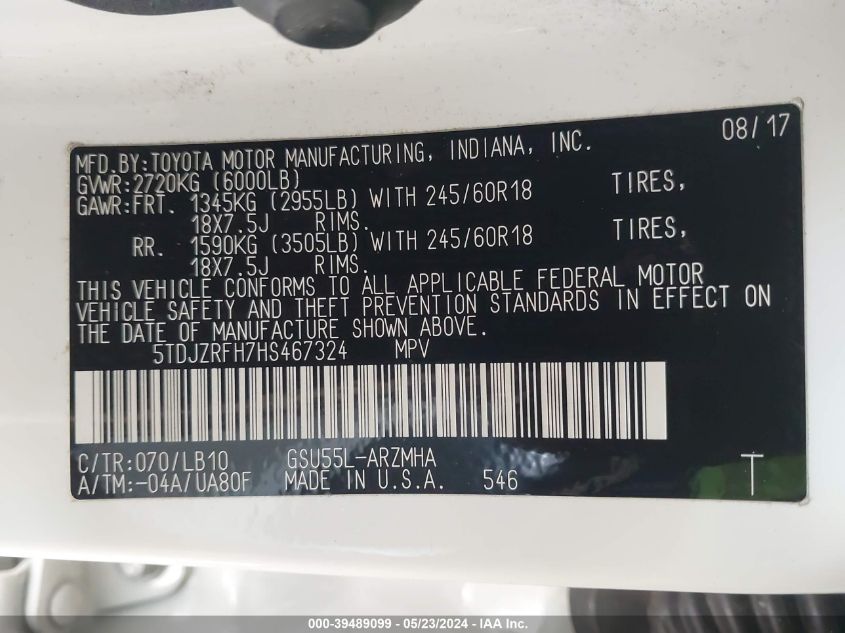 08/17
MFD.BY:TOYOTA MOTOR MANUFACTURING, INDIANA, INC.
GVWR:2720KG (6000LB)
GAWR:FRT. 1345KG (2955LB) WITH 245/60R18 TIRES,
18X7.5J RIMS.
RR. 1590KG (3505LB) WITH 245/60R18 TIRES,
18X7.5J RIMS.
THIS VEHICLE CONFORMS TO ALL APPLICABLE FEDERAL MOTOR
VEHICLE SAFETY AND THEFT PREVENTION STANDARDS IN EFFECT ON
THE DATE OF MANUFACTURE SHOWN ABOVE.
5TDJZRFH7HS467324 MPV
C/TR:070/LB10 GSU55L-ARZMHA
A/TM:-04A/UA80F MADE IN U.S.A. 546 T
000-39489099 - 05/23/2024 - IAAI Inc.